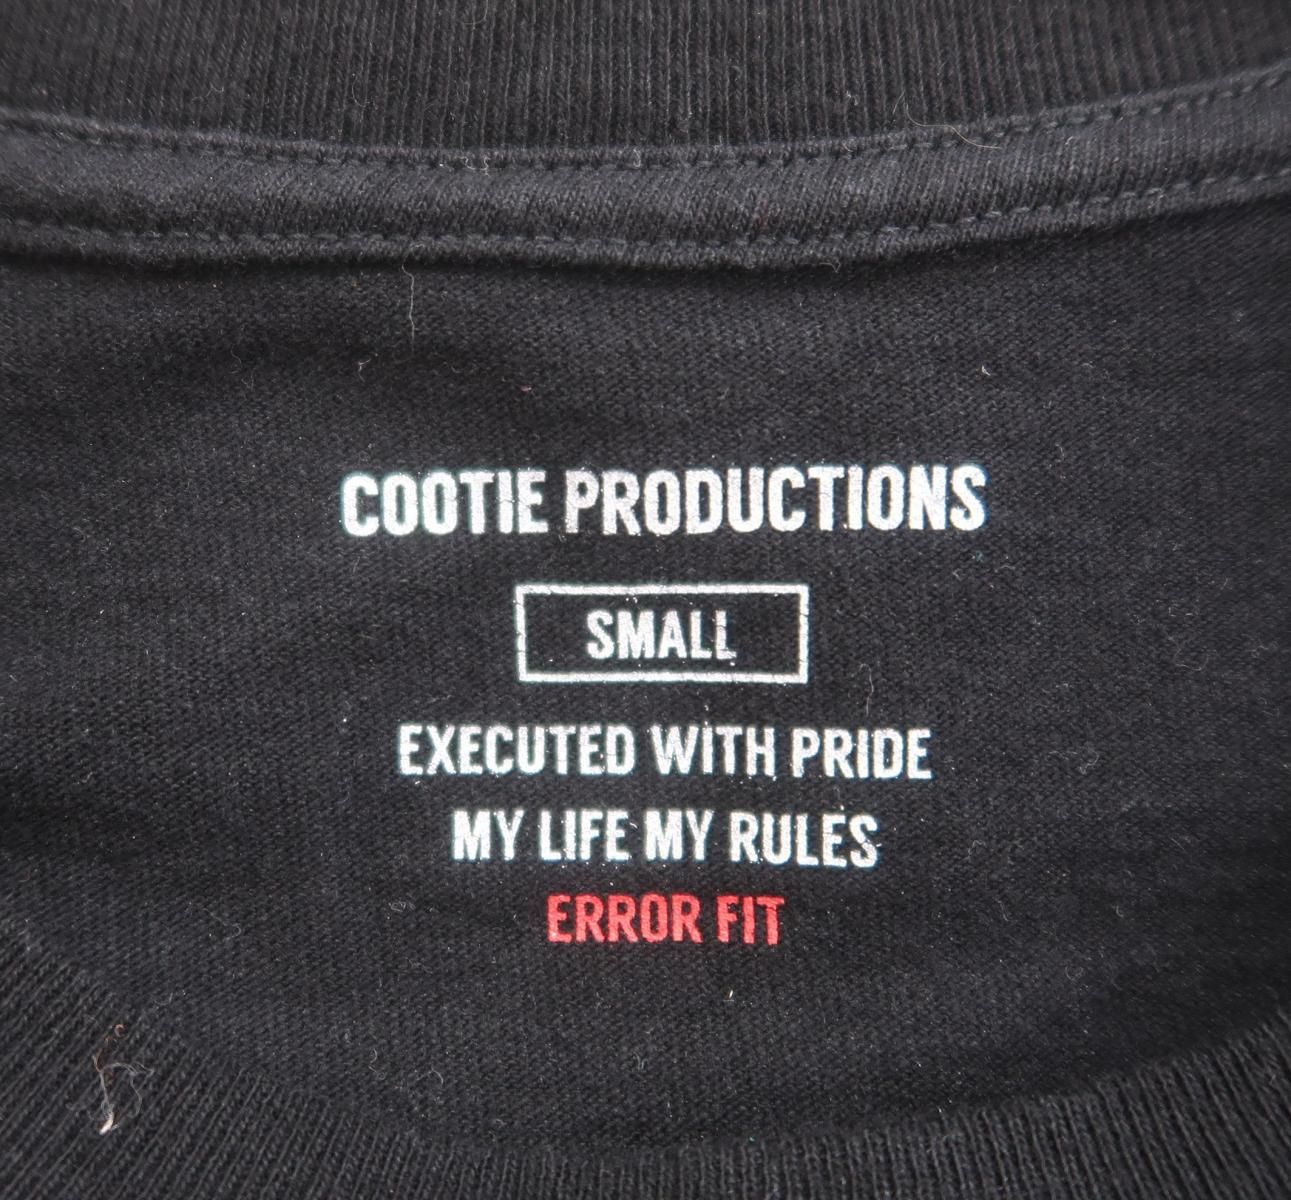 COOTIE PRODUCTIONS
SMALL
EXECUTED WITH PRIDE
MY LIFE MY RULES
ERROR FIT